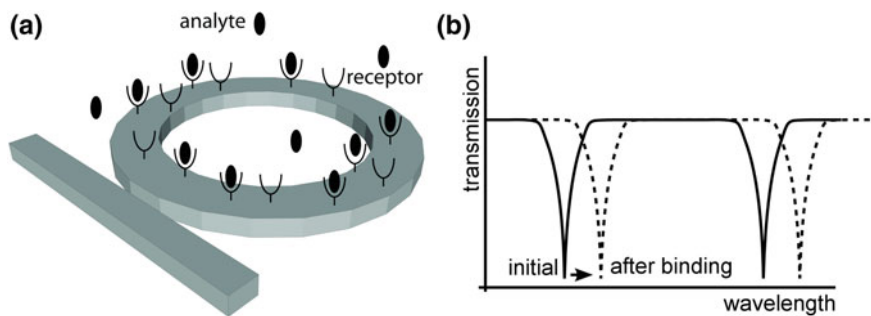 (a)
analyte
receptor
(b)
transmission
initial
after binding
wavelength